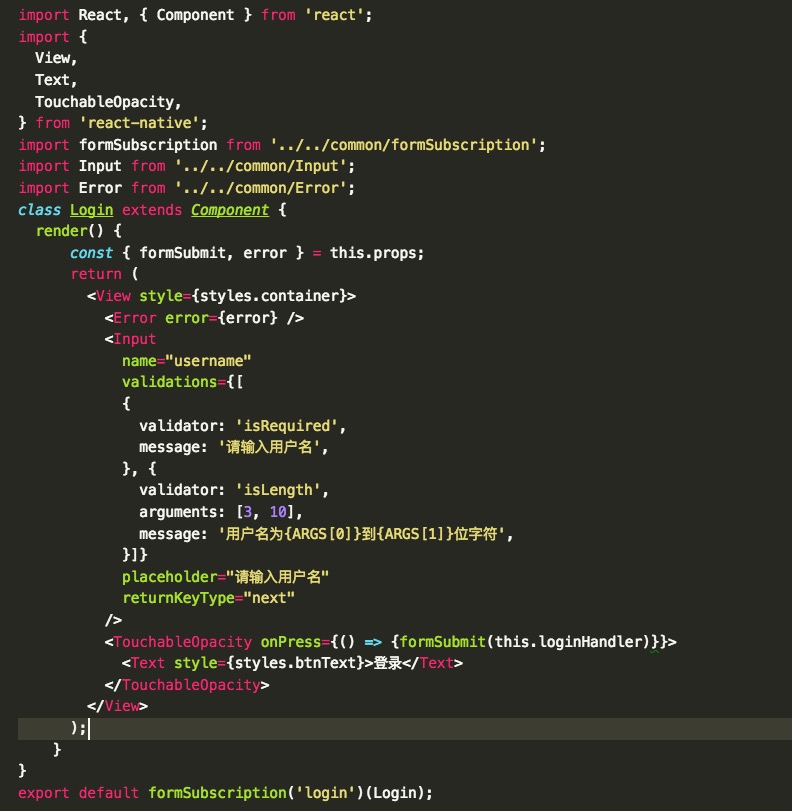 import React, { Component } from 'react';
import {
  View,
  Text,
  TouchableOpacity,
} from 'react-native';
import formSubscription from '../../common/formSubscription';
import Input from '../../common/Input';
import Error from '../../common/Error';
class Login extends Component {
  render() {
      const { formSubmit, error } = this.props;
      return (
        <View style={styles.container}>
          <Error error={error} />
          <Input
            name="username"
            validations={[
            {
              validator: 'isRequired',
              message: '请输入用户名',
            }, {
              validator: 'isLength',
              arguments: [3, 10],
              message: '用户名为{ARGS[0]}到{ARGS[1]}位字符',
            }]}
            placeholder="请输入用户名"
            returnKeyType="next"
          />
          <TouchableOpacity onPress={() => {formSubmit(this.loginHandler)}}>
            <Text style={styles.btnText}>登录</Text>
          </TouchableOpacity>
        </View>
      );
    }
}
export default formSubscription('login')(Login);